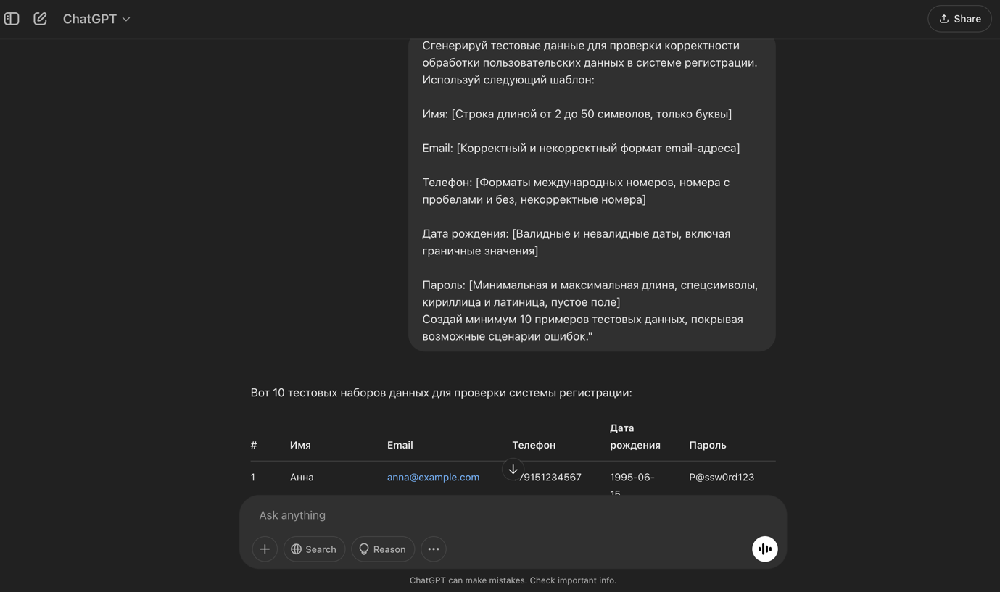 ChatGPT
Share
Сгенерируй тестовые данные для проверки корректности
обработки пользовательских данных в системе регистрации.
Используй следующий шаблон:
Имя: [Строка длиной от 2 до 50 символов, только буквы]
Email: [Корректный и некорректный формат email-адреса]
Телефон: [Форматы международных номеров, номера с
пробелами и без, некорректные номера]
Дата рождения: [Валидные и невалидные даты, включая
граничные значения]
Пароль: [Минимальная и максимальная длина, спецсимволы,
кириллица и латиница, пустое поле]
Создай минимум 10 примеров тестовых данных, покрывая
возможные сценарии ошибок."
Вот 10 тестовых наборов данных для проверки системы регистрации:
# Имя Email Телефон Дата рождения Пароль
1 Анна anna@example.com 79151234567 1995-06-15 P@ssw0rd123
Ask anything
Search Reason
ChatGPT can make mistakes. Check important info.